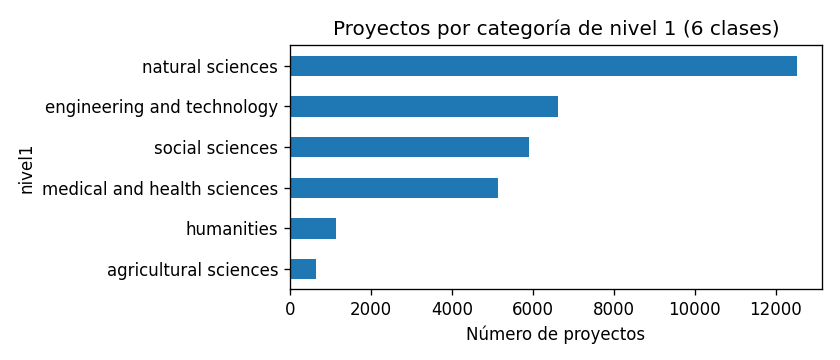 Proyectos por categoría de nivel 1 (6 clases)
nivel1
natural sciences
engineering and technology
social sciences
medical and health sciences
humanities
agricultural sciences
0 2000 4000 6000 8000 10000 12000
Número de proyectos